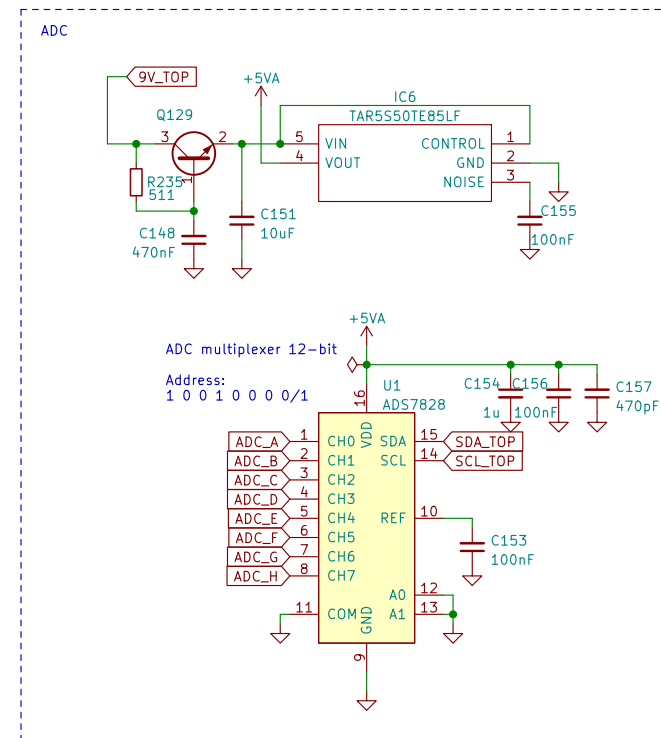 ADC
9V_TOP
+5VA
Q129
3
2
1
R235
511
C148
470nF
C151
10uF
IC6
TAR5S50TE85LF
5 VIN CONTROL 1
4 VOUT GND 2
NOISE 3
C155
100nF
+5VA
ADC multiplexer 12-bit
Address:
1 0 0 1 0 0 0 0/1
U1
ADS7828
16
VDD
C154
1u
C156
100nF
C157
470pF
ADC_A 1 CH0 SDA 15 SDA_TOP
ADC_B 2 CH1 SCL 14 SCL_TOP
ADC_C 3 CH2
ADC_D 4 CH3
ADC_E 5 CH4 REF 10
ADC_F 6 CH5
ADC_G 7 CH6
ADC_H 8 CH7
C153
100nF
A0 12
11 COM A1 13
GND
9